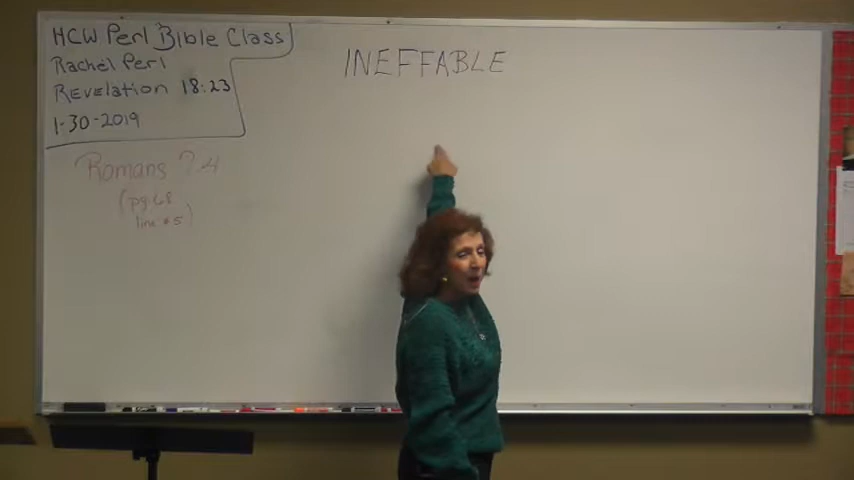 HCW Perl Bible Class
Rachel Perl
Revelation 18:23
1-30-2019
INEFFABLE
Romans 7.4
(pg. 68
line #5)